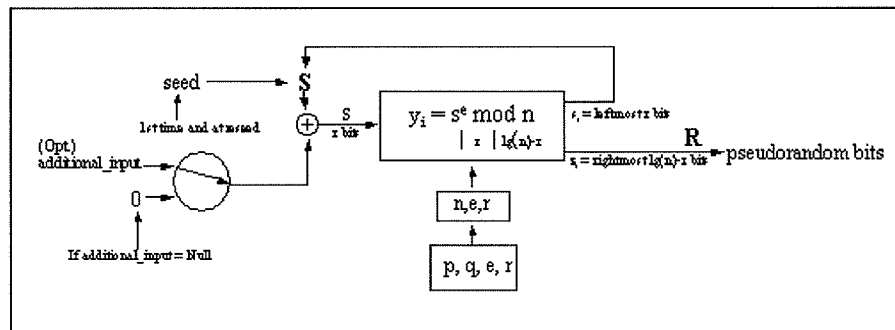 seed
S
1st time and at reseed
(Opt)
additional_input
0
If additional_input = Null
S
r bits
yᵢ = sᵉ mod n
| r | lg(n)-r
sᵢ = leftmost r bits
R
zᵢ = rightmost lg(n)-r bits
pseudorandom bits
n,e,r
p, q, e, r